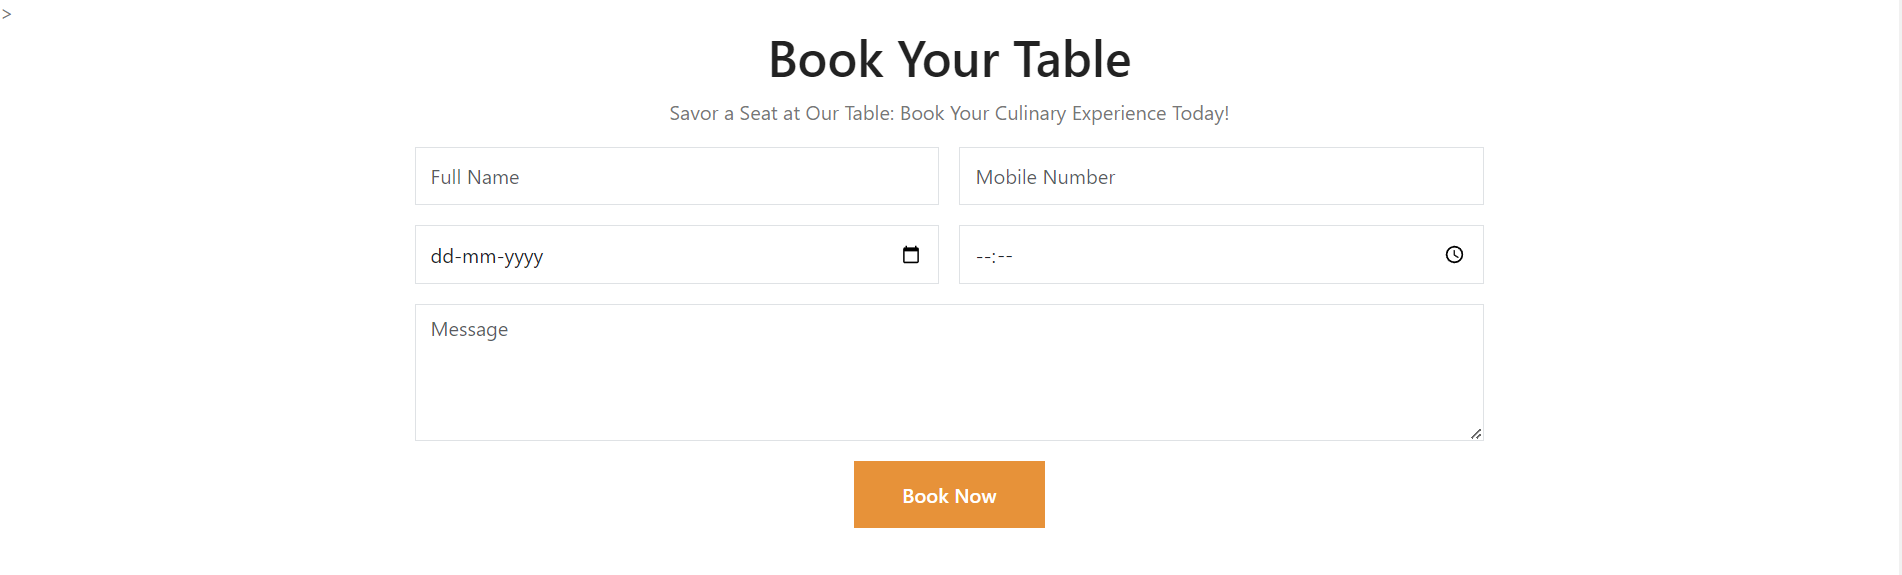 >
Book Your Table
Savor a Seat at Our Table: Book Your Culinary Experience Today!
Full Name
Mobile Number
dd-mm-yyyy
--:--
Message
Book Now